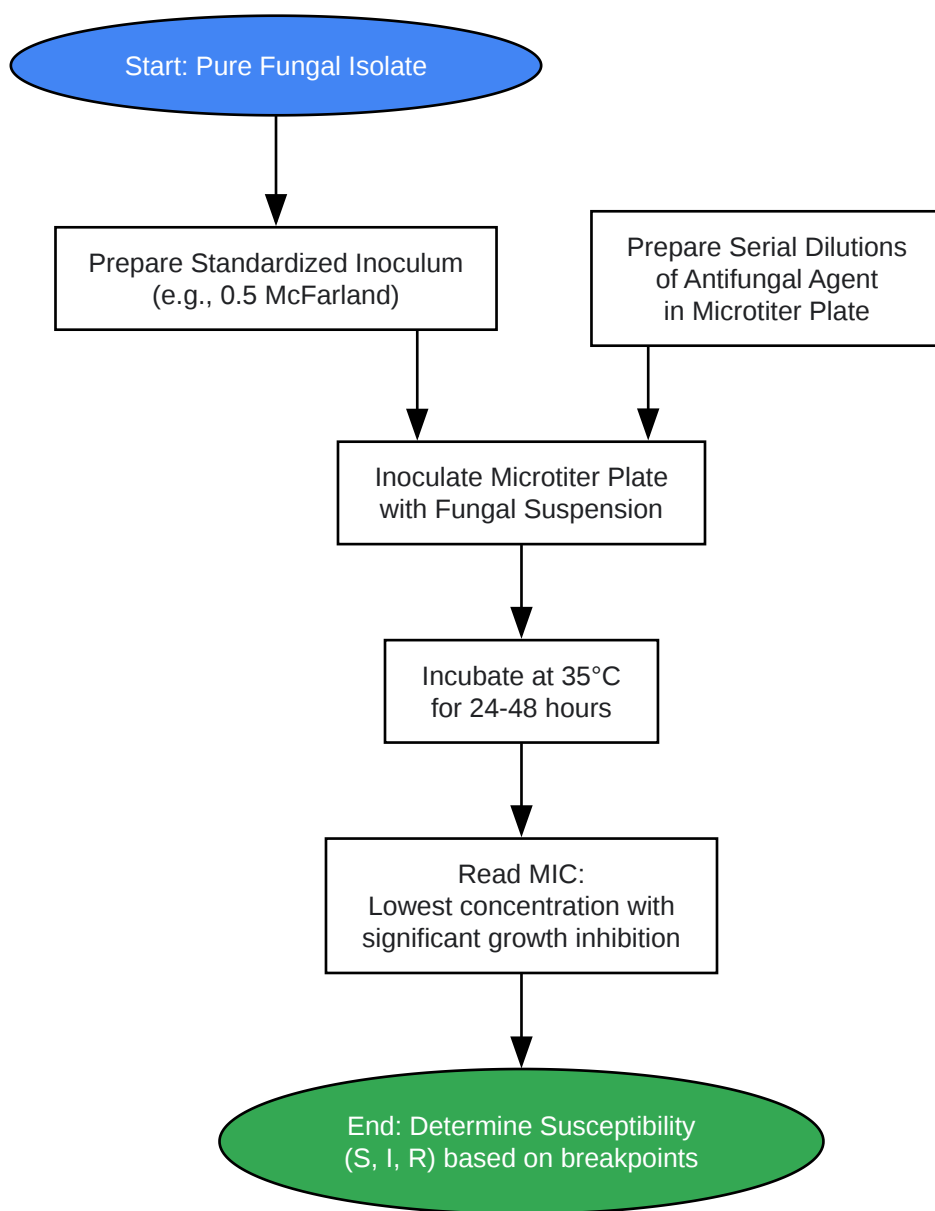 Start: Pure Fungal Isolate
Prepare Standardized Inoculum
(e.g., 0.5 McFarland)
Prepare Serial Dilutions
of Antifungal Agent
in Microtiter Plate
Inoculate Microtiter Plate
with Fungal Suspension
Incubate at 35°C
for 24-48 hours
Read MIC:
Lowest concentration with
significant growth inhibition
End: Determine Susceptibility
(S, I, R) based on breakpoints